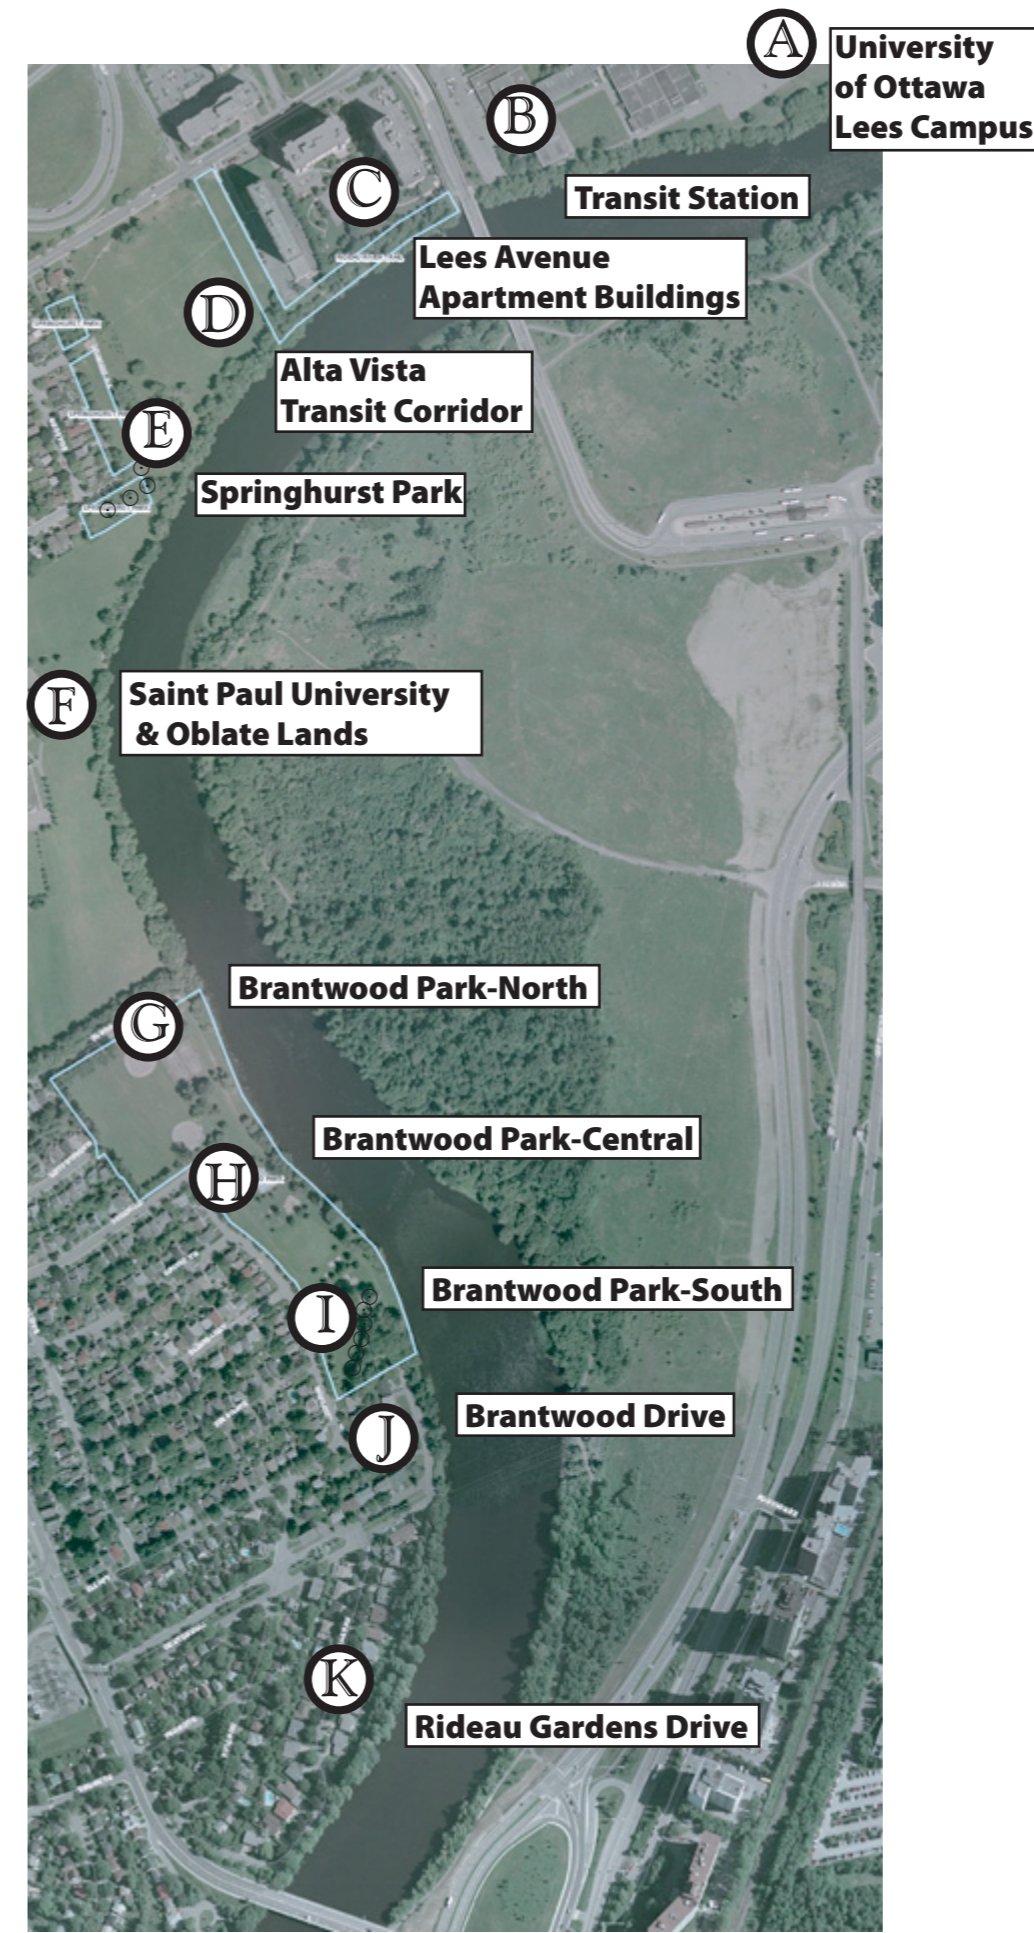 A
University
of Ottawa
Lees Campus
B
Transit Station
C
Lees Avenue
Apartment Buildings
D
Alta Vista
Transit Corridor
E
Springhurst Park
F
Saint Paul University
& Oblate Lands
G
Brantwood Park-North
H
Brantwood Park-Central
I
Brantwood Park-South
J
Brantwood Drive
K
Rideau Gardens Drive